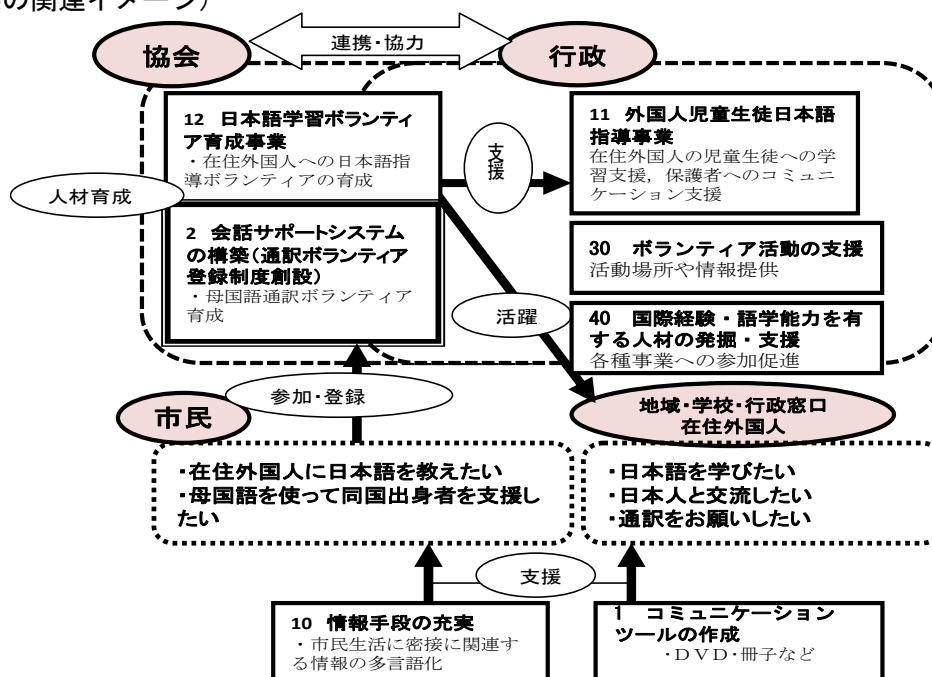 の関連イメージ)
協会
連携・協力
行政
12 日本語学習ボランティ
ア育成事業
・在住外国人への日本語指
導ボランティアの育成
支援
11 外国人児童生徒日本語
指導事業
在住外国人の児童生徒への学
習支援，保護者へのコミュニ
ケーション支援
人材育成
2 会話サポートシステム
の構築（通訳ボランティア
登録制度創設）
・母国語通訳ボランティア
育成
30 ボランティア活動の支援
活動場所や情報提供
活躍
40 国際経験・語学能力を有
する人材の発掘・支援
各種事業への参加促進
参加・登録
市民
地域・学校・行政窓口
在住外国人
・在住外国人に日本語を教えたい
・母国語を使って同国出身者を支援し
たい
・日本語を学びたい
・日本人と交流したい
・通訳をお願いしたい
支援
10 情報手段の充実
・市民生活に密接に関連す
る情報の多言語化
1 コミュニケーション
ツールの作成
・ＤＶＤ・冊子など